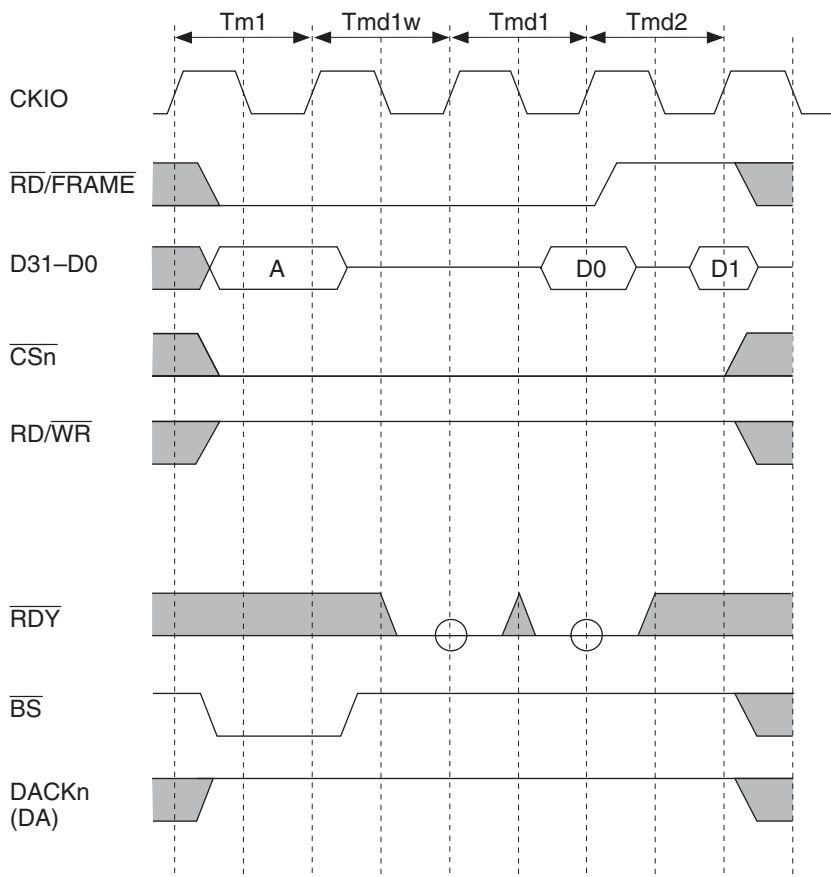 Tm1 Tmd1w Tmd1 Tmd2
CKIO
RD/FRAME
D31–D0 A D0 D1
CSn
RD/WR
RDY
BS
DACKn
(DA)